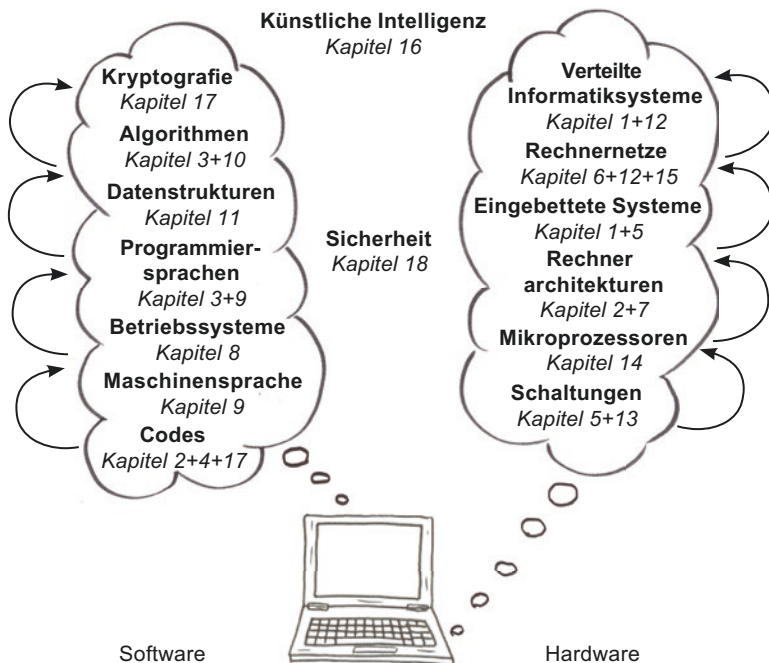 Künstliche Intelligenz
Kapitel 16
Kryptografie
Kapitel 17
Algorithmen
Kapitel 3+10
Datenstrukturen
Kapitel 11
Programmier-
sprachen
Kapitel 3+9
Betriebssysteme
Kapitel 8
Maschinensprache
Kapitel 9
Codes
Kapitel 2+4+17
Sicherheit
Kapitel 18
Verteilte
Informatiksysteme
Kapitel 1+12
Rechnernetze
Kapitel 6+12+15
Eingebettete Systeme
Kapitel 1+5
Rechner
architekturen
Kapitel 2+7
Mikroprozessoren
Kapitel 14
Schaltungen
Kapitel 5+13
Software
Hardware